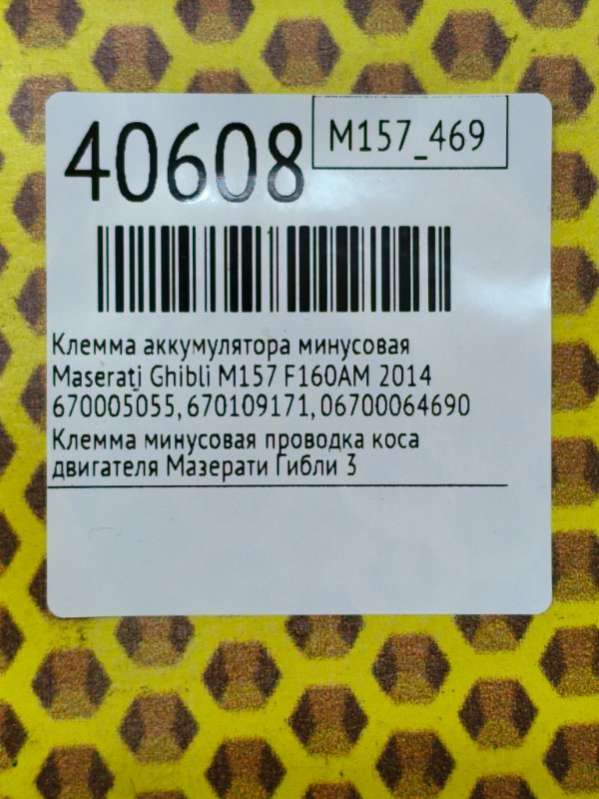 40608
M157_469
Клемма аккумулятора минусовая
Maserati Ghibli M157 F160AM 2014
670005055, 670109171, 06700064690
Клемма минусовая проводка коса
двигателя Мазерати Гибли 3